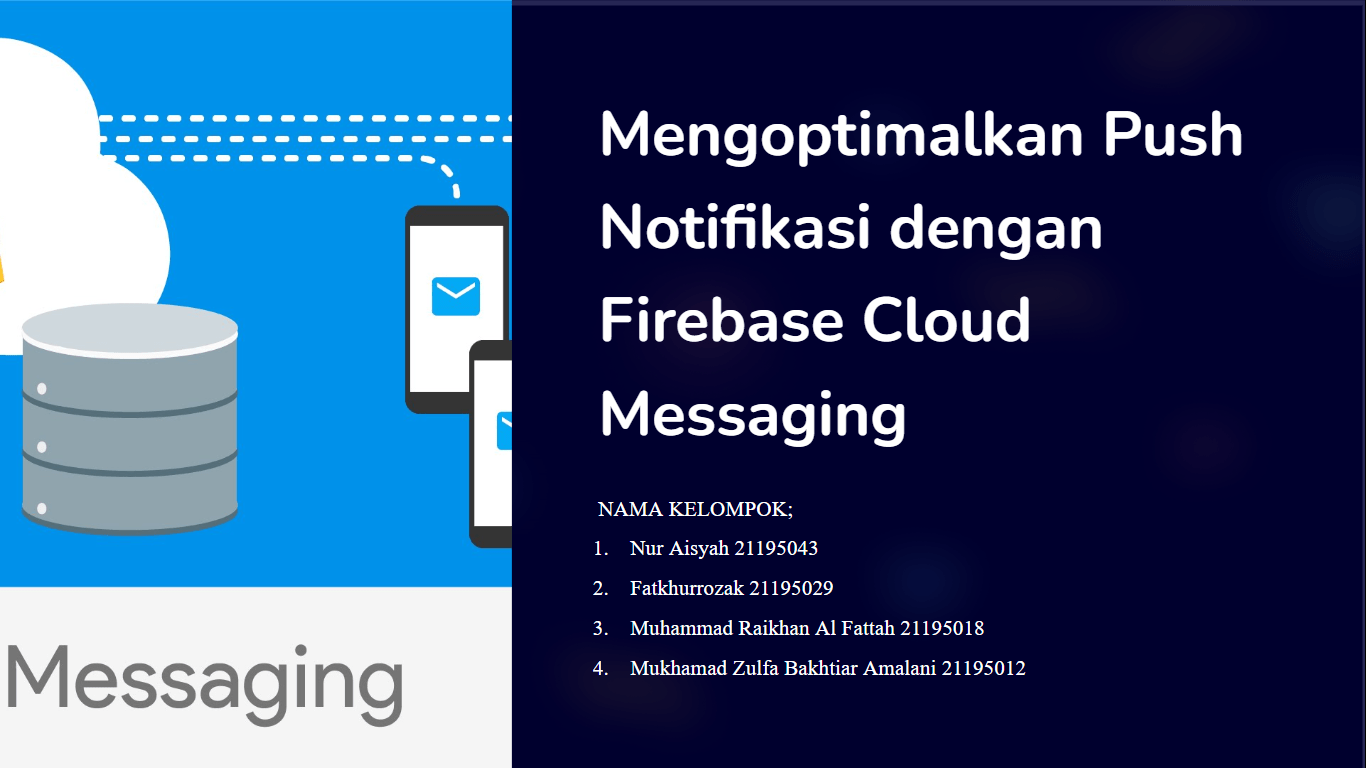 Messaging
Mengoptimalkan Push
Notifikasi dengan
Firebase Cloud
Messaging
NAMA KELOMPOK;
1. Nur Aisyah 21195043
2. Fatkhurrozak 21195029
3. Muhammad Raikhan Al Fattah 21195018
4. Mukhamad Zulfa Bakhtiar Amalani 21195012